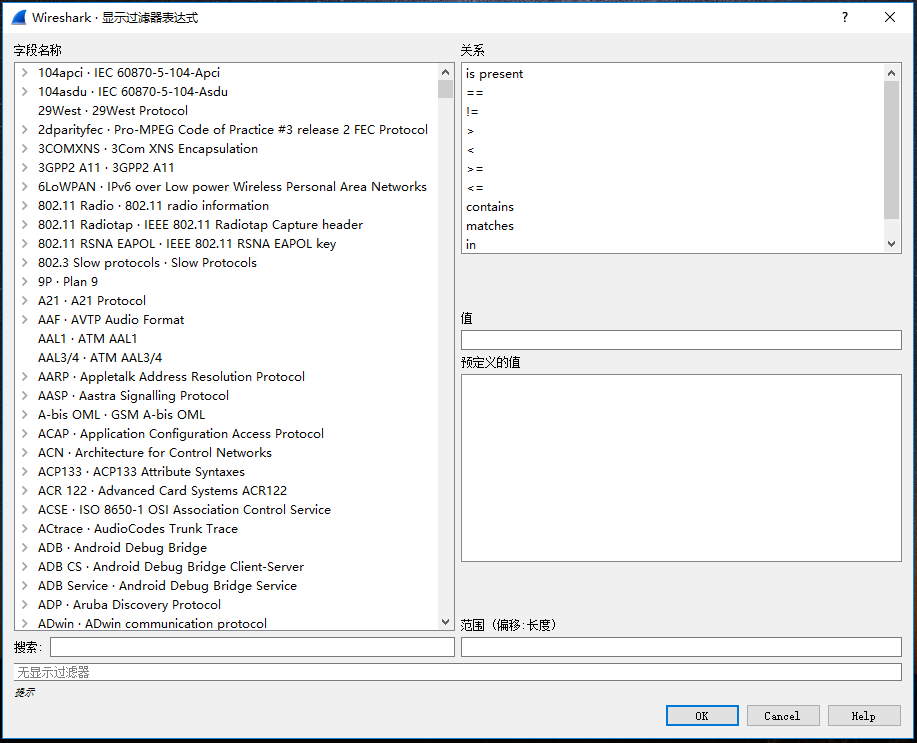 Wireshark · 显示过滤器表达式
?
字段名称
104apci · IEC 60870-5-104-Apci
104asdu · IEC 60870-5-104-Asdu
29West · 29West Protocol
2dparityfec · Pro-MPEG Code of Practice #3 release 2 FEC Protocol
3COMXNS · 3Com XNS Encapsulation
3GPP2 A11 · 3GPP2 A11
6LoWPAN · IPv6 over Low power Wireless Personal Area Networks
802.11 Radio · 802.11 radio information
802.11 Radiotap · IEEE 802.11 Radiotap Capture header
802.11 RSNA EAPOL · IEEE 802.11 RSNA EAPOL key
802.3 Slow protocols · Slow Protocols
9P · Plan 9
A21 · A21 Protocol
AAF · AVTP Audio Format
AAL1 · ATM AAL1
AAL3/4 · ATM AAL3/4
AARP · Appletalk Address Resolution Protocol
AASP · Aastra Signalling Protocol
A-bis OML · GSM A-bis OML
ACAP · Application Configuration Access Protocol
ACN · Architecture for Control Networks
ACP133 · ACP133 Attribute Syntaxes
ACR 122 · Advanced Card Systems ACR122
ACSE · ISO 8650-1 OSI Association Control Service
ACtrace · AudioCodes Trunk Trace
ADB · Android Debug Bridge
ADB CS · Android Debug Bridge Client-Server
ADB Service · Android Debug Bridge Service
ADP · Aruba Discovery Protocol
ADwin · ADwin communication protocol
搜索:
关系
is present
==
!=
>
<
>=
<=
contains
matches
in
值
预定义的值
范围（偏移:长度）
无显示过滤器
提示
OK
Cancel
Help